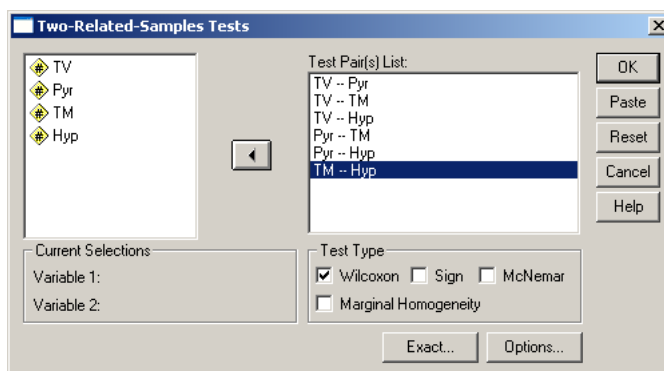 Two-Related-Samples Tests
TV
Pyr
TM
Hyp
Test Pair(s) List:
TV -- Pyr
TV -- TM
TV -- Hyp
Pyr -- TM
Pyr -- Hyp
TM -- Hyp
OK
Paste
Reset
Cancel
Help
Current Selections
Variable 1:
Variable 2:
Test Type
Wilcoxon Sign McNemar
Marginal Homogeneity
Exact... Options...